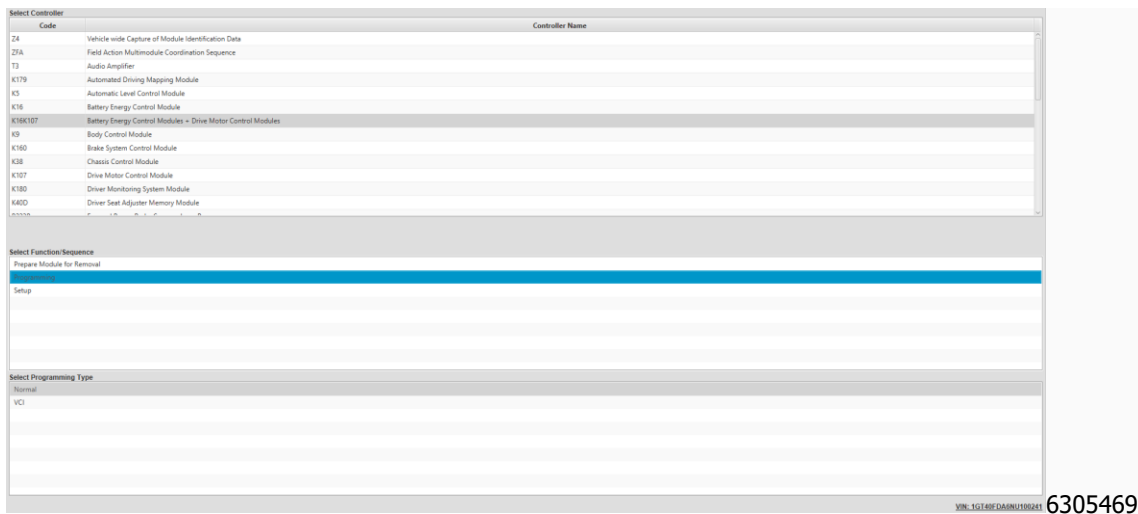 Select Controller
Code Controller Name
Z4 Vehicle wide Capture of Module Identification Data
ZFA Field Action Multimodule Coordination Sequence
T3 Audio Amplifier
K179 Automated Driving Mapping Module
K5 Automatic Level Control Module
K16 Battery Energy Control Module
K16K107 Battery Energy Control Modules + Drive Motor Control Modules
K9 Body Control Module
K160 Brake System Control Module
K38 Chassis Control Module
K107 Drive Motor Control Module
K180 Driver Monitoring System Module
K40D Driver Seat Adjuster Memory Module
Select Function/Sequence
Prepare Module for Removal
Programming
Setup
Select Programming Type
Normal
VCI
VIN: 1GT40FDA6NU100241
6305469